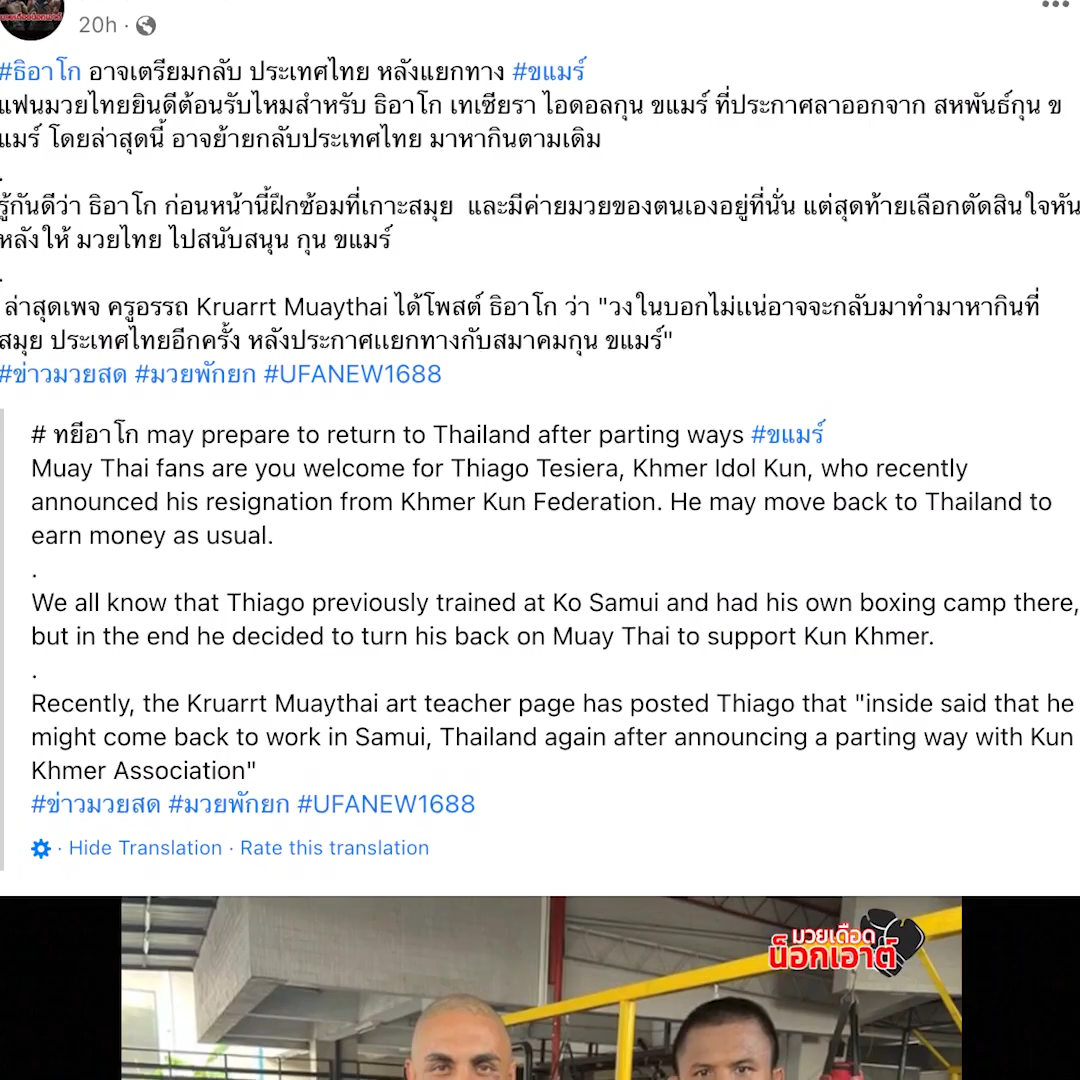 20h ·
#ธิอาโก อาจเตรียมกลับ ประเทศไทย หลังแยกทาง #ขแมร์
แฟนมวยไทยยินดีต้อนรับไหมสำหรับ ธิอาโก เทเซียรา ไอดอลกุน ขแมร์ ที่ประกาศลาออกจาก สหพันธ์กุน ข
แมร์ โดยล่าสุดนี้ อาจย้ายกลับประเทศไทย มาหากินตามเดิม
.
รู้กันดีว่า ธิอาโก ก่อนหน้านี้ฝึกซ้อมที่เกาะสมุย และมีค่ายมวยของตนเองอยู่ที่นั่น แต่สุดท้ายเลือกตัดสินใจหัน
หลังให้ มวยไทย ไปสนับสนุน กุน ขแมร์
.
ล่าสุดเพจ ครูอรรถ Kruarrt Muaythai ได้โพสต์ ธิอาโก ว่า "วงในบอกไม่แน่อาจจะกลับมาทำมาหากินที่
สมุย ประเทศไทยอีกครั้ง หลังประกาศแยกทางกับสมาคมกุน ขแมร์"
#ข่าวมวยสด #มวยพักยก #UFANEW1688
# ทยีอาโก may prepare to return to Thailand after parting ways #ขแมร์
Muay Thai fans are you welcome for Thiago Tesiera, Khmer Idol Kun, who recently
announced his resignation from Khmer Kun Federation. He may move back to Thailand to
earn money as usual.
.
We all know that Thiago previously trained at Ko Samui and had his own boxing camp there,
but in the end he decided to turn his back on Muay Thai to support Kun Khmer.
.
Recently, the Kruarrt Muaythai art teacher page has posted Thiago that "inside said that he
might come back to work in Samui, Thailand again after announcing a parting way with Kun
Khmer Association"
#ข่าวมวยสด #มวยพักยก #UFANEW1688
· Hide Translation · Rate this translation
มวยเดือด
น็อกเอาต์